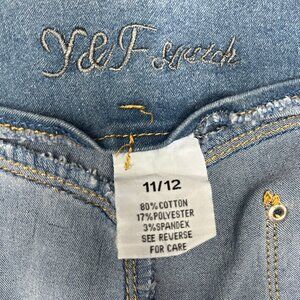 Y&F stretch
11/12
80%COTTON
17%POLYESTER
3%SPANDEX
SEE REVERSE
FOR CARE